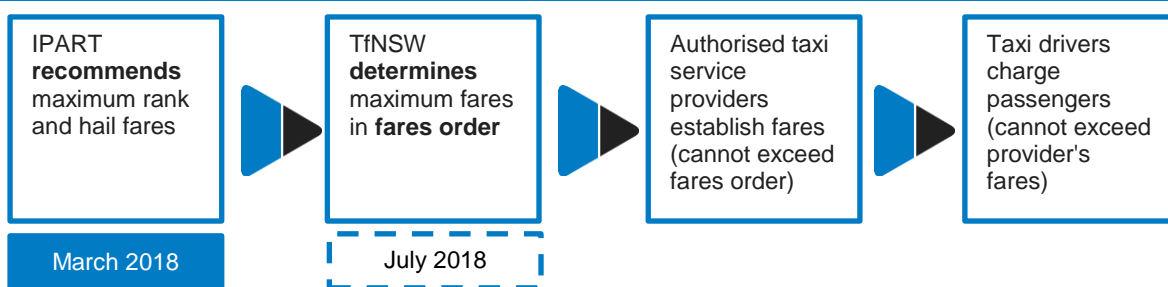 IPART
recommends
maximum rank
and hail fares
TfNSW
determines
maximum fares
in fares order
Authorised taxi
service
providers
establish fares
(cannot exceed
fares order)
Taxi drivers
charge
passengers
(cannot exceed
provider's
fares)
March 2018
July 2018